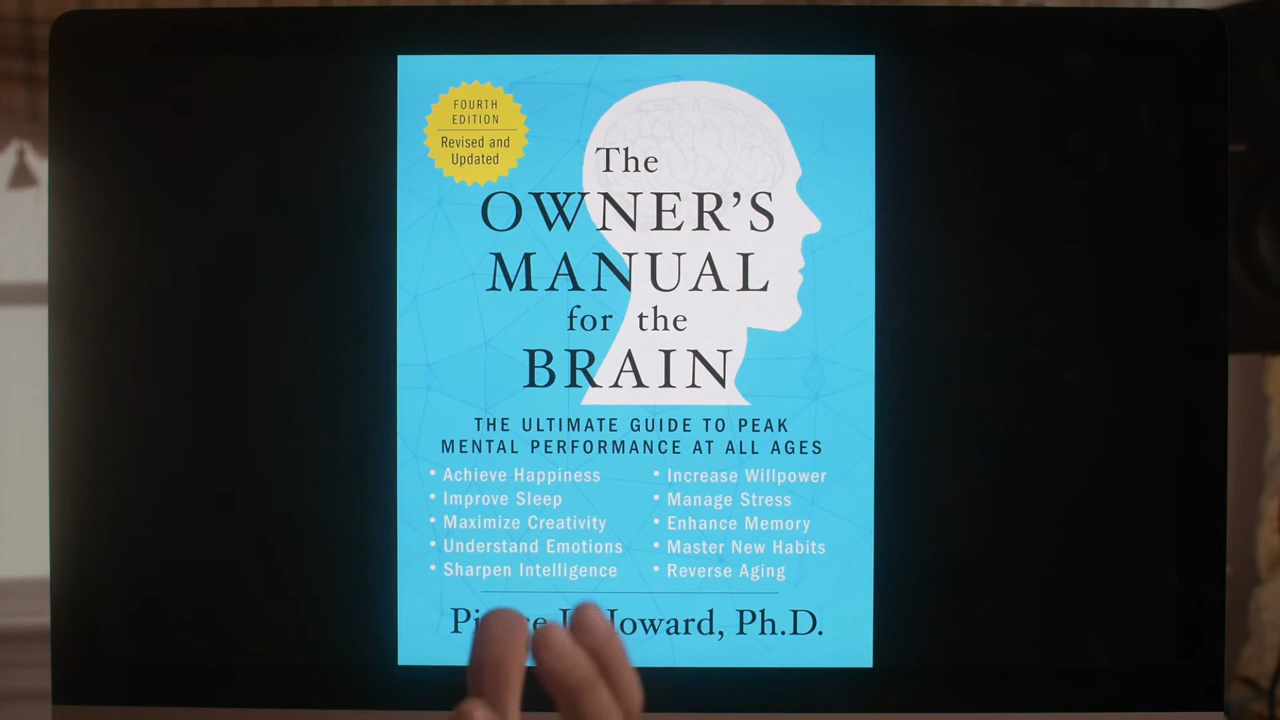 FOURTH
EDITION
Revised and
Updated
The
OWNER'S
MANUAL
for the
BRAIN
THE ULTIMATE GUIDE TO PEAK
MENTAL PERFORMANCE AT ALL AGES
• Achieve Happiness
• Improve Sleep
• Maximize Creativity
• Understand Emotions
• Sharpen Intelligence
• Increase Willpower
• Manage Stress
• Enhance Memory
• Master New Habits
• Reverse Aging
Howard, Ph.D.